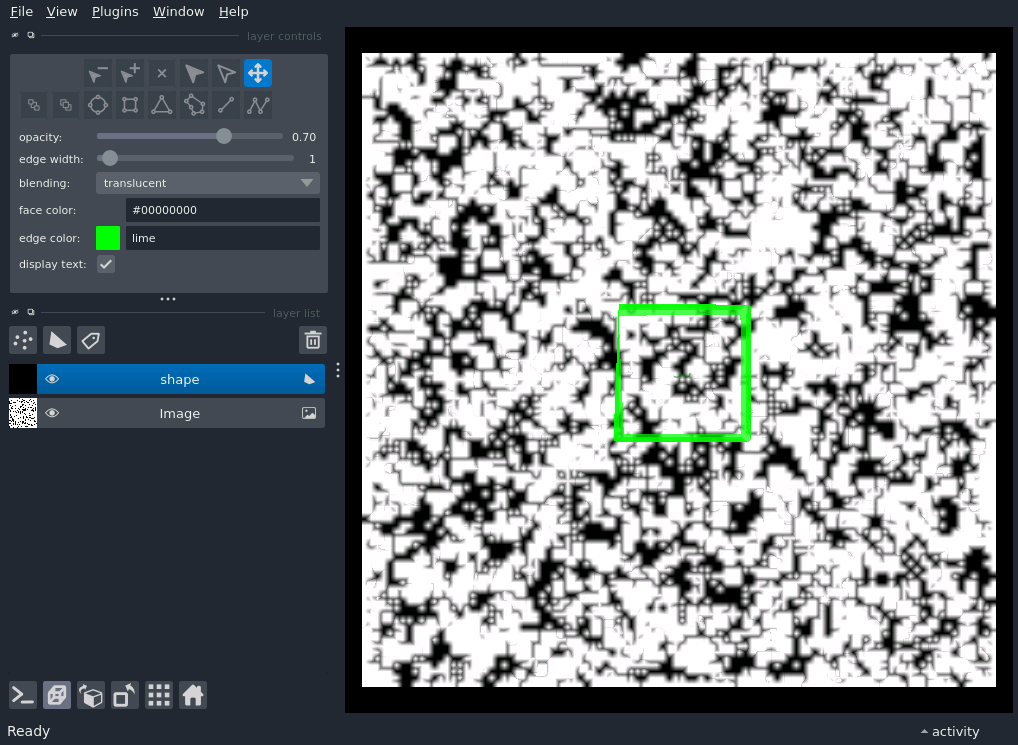 File View Plugins Window Help
layer controls
opacity: 0.70
edge width: 1
blending: translucent
face color: #00000000
edge color: lime
display text:
layer list
shape
Image
Ready
activity